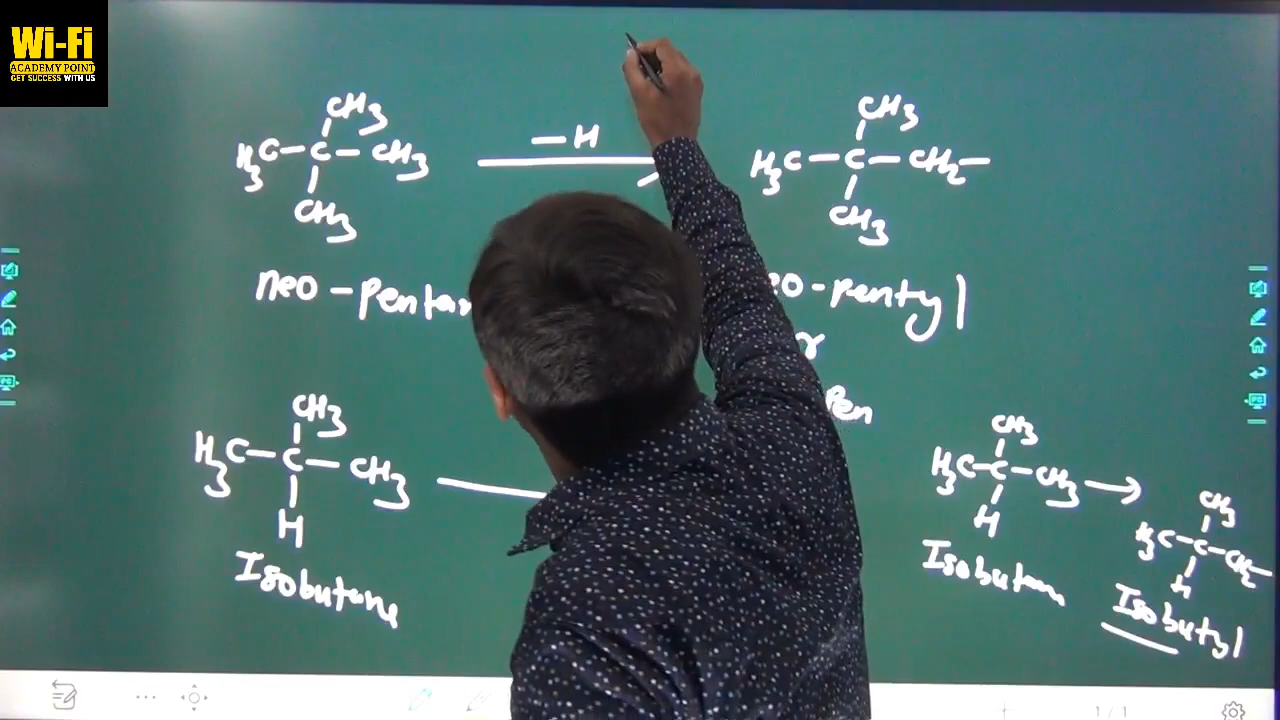 Wi-Fi
ACADEMY POINT
GET SUCCESS WITH US
CH3
H3C-C-CH3
CH3
-H
CH3
H3C-C-CH2-
CH3
neo-pentan
eo-pentyl
Pen
CH3
H3C-C-CH3
H
Isobutane
CH3
H3C-C-CH3
H
Isobutan
CH3
H3C-C-CH2-
H
Isobutyl
1/1